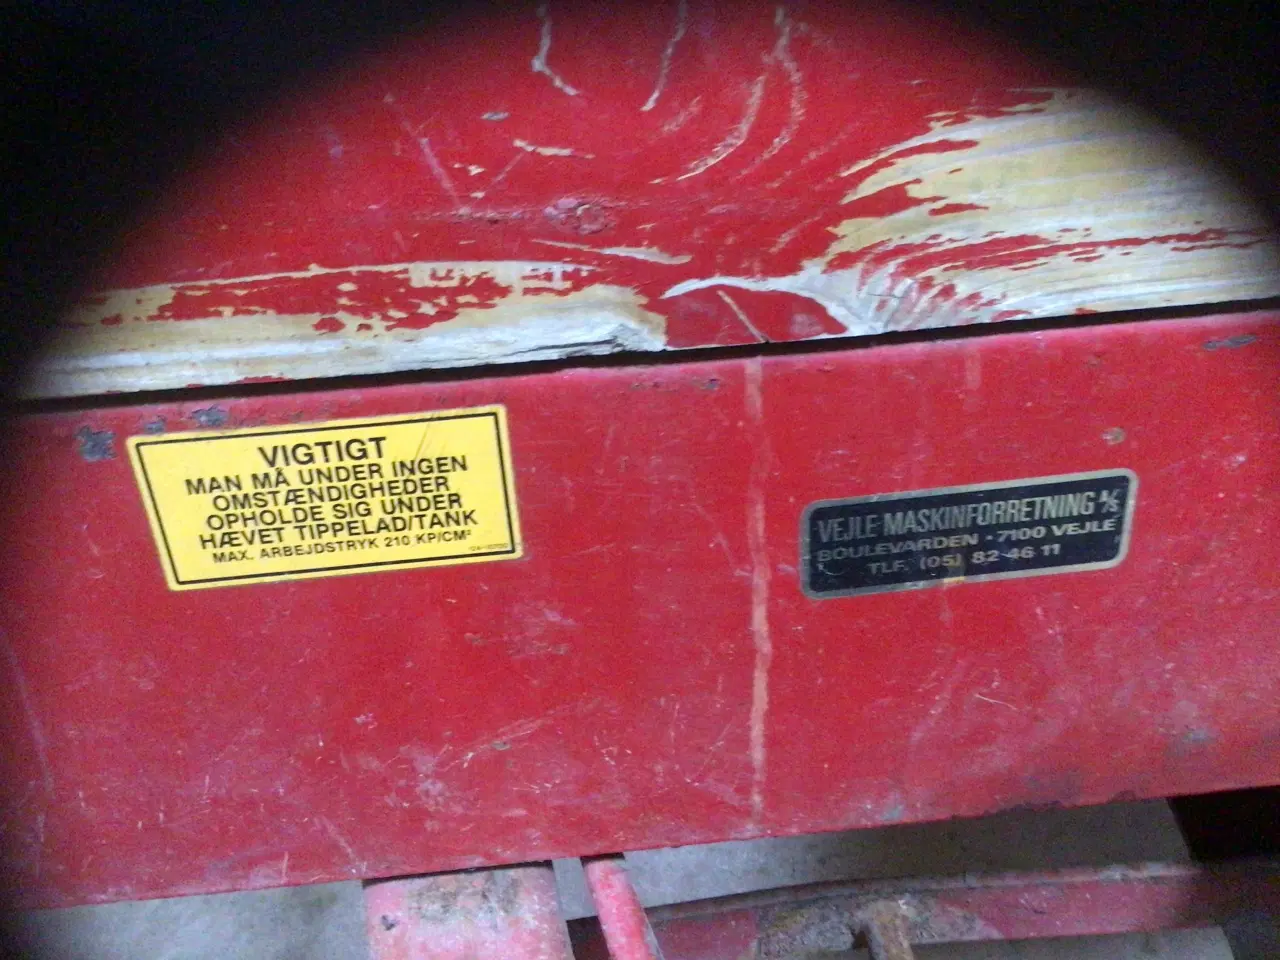 VIGTIGT
MAN MÅ UNDER INGEN
OMSTÆNDIGHEDER
OPHOLDE SIG UNDER
HÆVET TIPPELAD/TANK
MAX. ARBEJDSTRYK 210 KP/CM²
VEJLE MASKINFORRETNING A/S
BOULEVARDEN • 7100 VEJLE
TLF. (05) 82 46 11